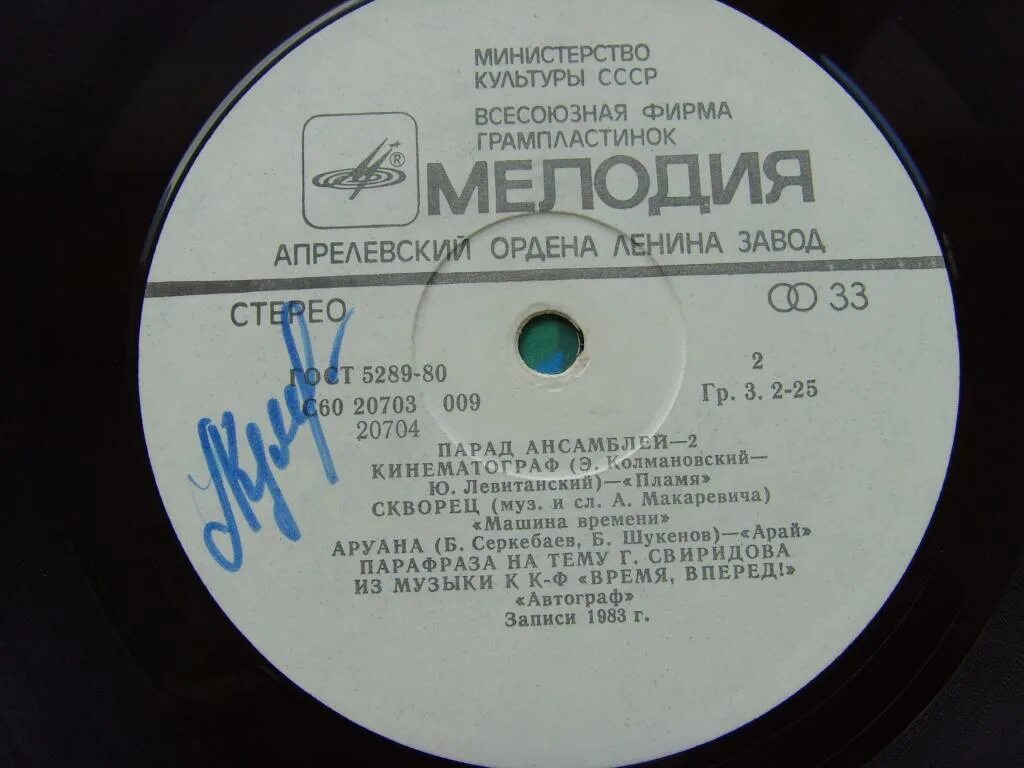 МИНИСТЕРСТВО
КУЛЬТУРЫ СССР
ВСЕСОЮЗНАЯ ФИРМА
ГРАМПЛАСТИНОК
®
МЕЛОДИЯ
АПРЕЛЕВСКИЙ ОРДЕНА ЛЕНИНА ЗАВОД
СТЕРЕО
33
ГОСТ 5289-80
2
С60 20703 009
Гр. 3. 2-25
20704
ПАРАД АНСАМБЛЕЙ—2
КИНЕМАТОГРАФ (Э. Колмановский—
Ю. Левитанский)—«Пламя»
СКВОРЕЦ (муз. и сл. А. Макаревича)
«Машина времени»
АРУАНА (Б. Серкебаев, Б. Шукенов)—«Арай»
ПАРАФРАЗА НА ТЕМУ Г. СВИРИДОВА
ИЗ МУЗЫКИ К К-Ф «ВРЕМЯ, ВПЕРЕД!»
«Автограф»
Записи 1983 г.